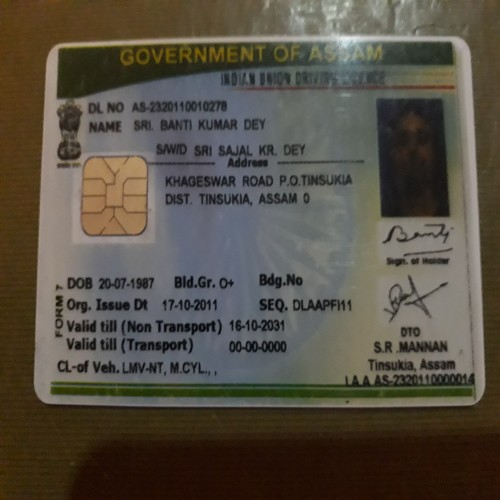 GOVERNMENT OF ASSAM
INDIAN UNION DRIVING LICENCE
DL NO AS-2320110010278
NAME SRI. BANTI KUMAR DEY
S/W/D SRI SAJAL KR. DEY
Address
KHAGESWAR ROAD P.O.TINSUKIA
DIST. TINSUKIA, ASSAM 0
Banti
Sign. of Holder
FORM 7
DOB 20-07-1987 Bld.Gr. O+ Bdg.No
Org. Issue Dt 17-10-2011 SEQ. DLAAPFI11
Valid till (Non Transport) 16-10-2031
Valid till (Transport) 00-00-0000
CL-of Veh. LMV-NT, M.CYL., ,
DTO
S.R .MANNAN
Tinsukia, Assam
I.A.A AS-2320110000014